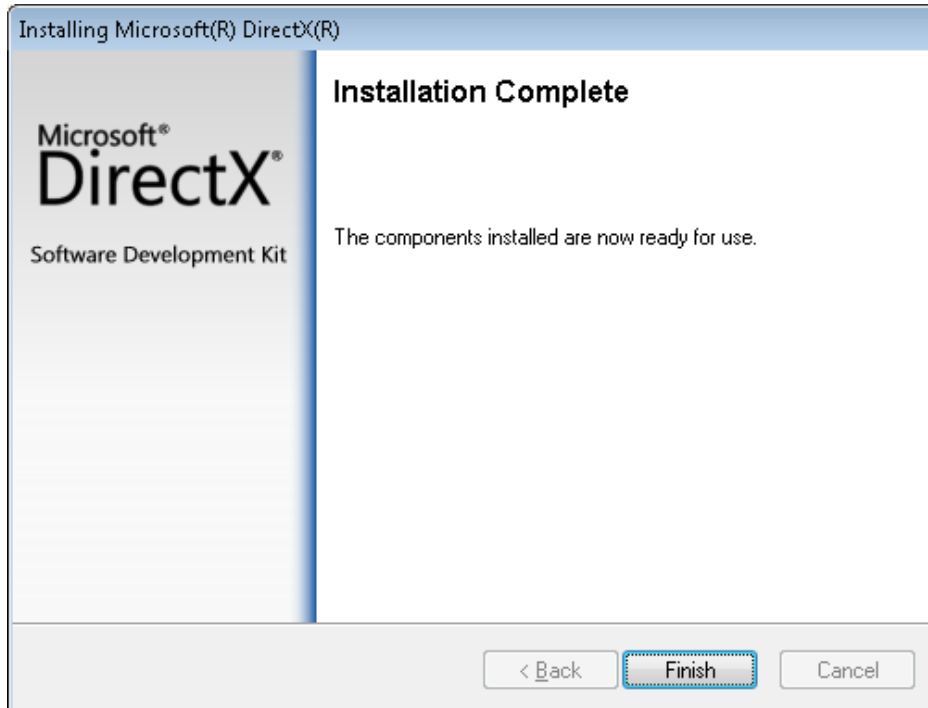 Installing Microsoft(R) DirectX(R)
Installation Complete
Microsoft®
DirectX®
Software Development Kit
The components installed are now ready for use.
< Back
Finish
Cancel